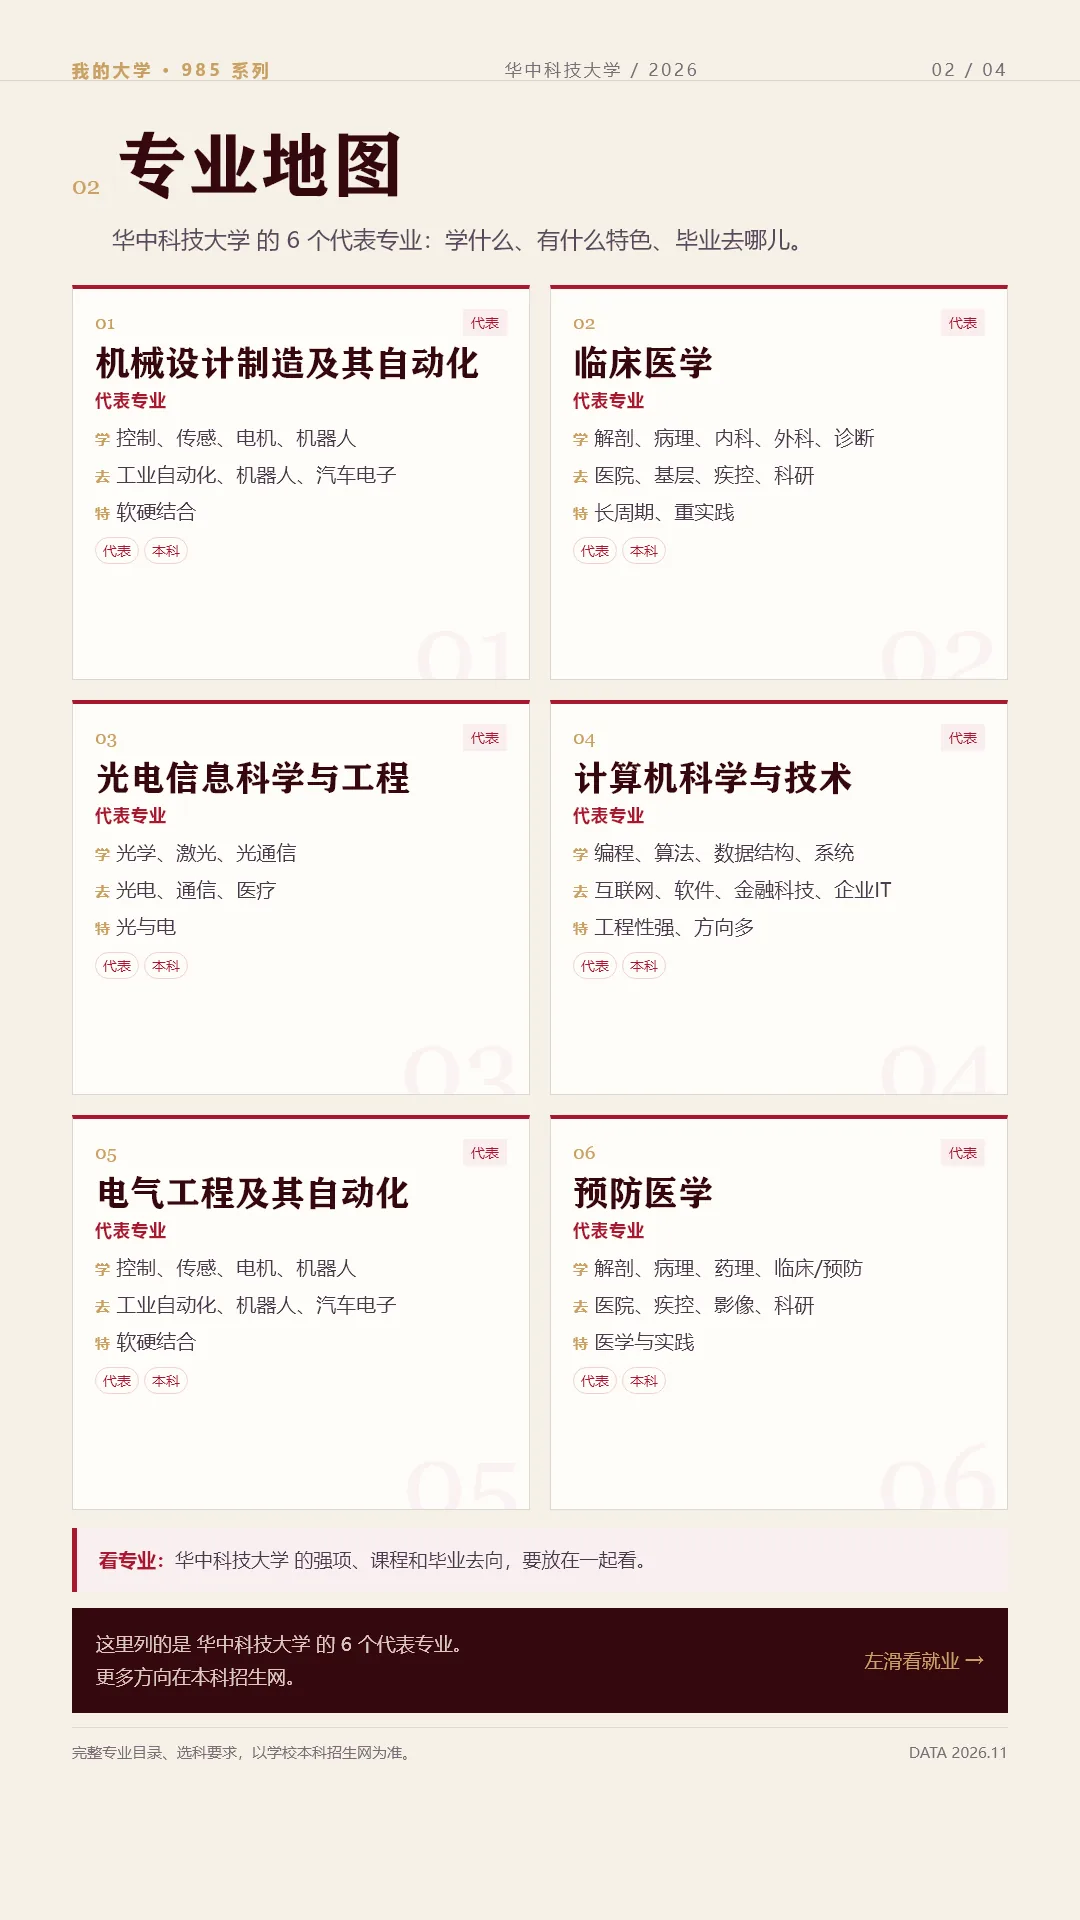 我的大学 • 985 系列
华中科技大学 / 2026
02 / 04
02 专业地图
华中科技大学 的 6 个代表专业：学什么、有什么特色、毕业去哪儿。
01
代表
机械设计制造及其自动化
代表专业
学 控制、传感、电机、机器人
去 工业自动化、机器人、汽车电子
特 软硬结合
代表 本科
01
02
代表
临床医学
代表专业
学 解剖、病理、内科、外科、诊断
去 医院、基层、疾控、科研
特 长周期、重实践
代表 本科
02
03
代表
光电信息科学与工程
代表专业
学 光学、激光、光通信
去 光电、通信、医疗
特 光与电
代表 本科
03
04
代表
计算机科学与技术
代表专业
学 编程、算法、数据结构、系统
去 互联网、软件、金融科技、企业IT
特 工程性强、方向多
代表 本科
04
05
代表
电气工程及其自动化
代表专业
学 控制、传感、电机、机器人
去 工业自动化、机器人、汽车电子
特 软硬结合
代表 本科
05
06
代表
预防医学
代表专业
学 解剖、病理、药理、临床/预防
去 医院、疾控、影像、科研
特 医学与实践
代表 本科
06
看专业：华中科技大学 的强项、课程和毕业去向，要放在一起看。
这里列的是 华中科技大学 的 6 个代表专业。
更多方向在本科招生网。
左滑看就业 →
完整专业目录、选科要求，以学校本科招生网为准。
DATA 2026.11